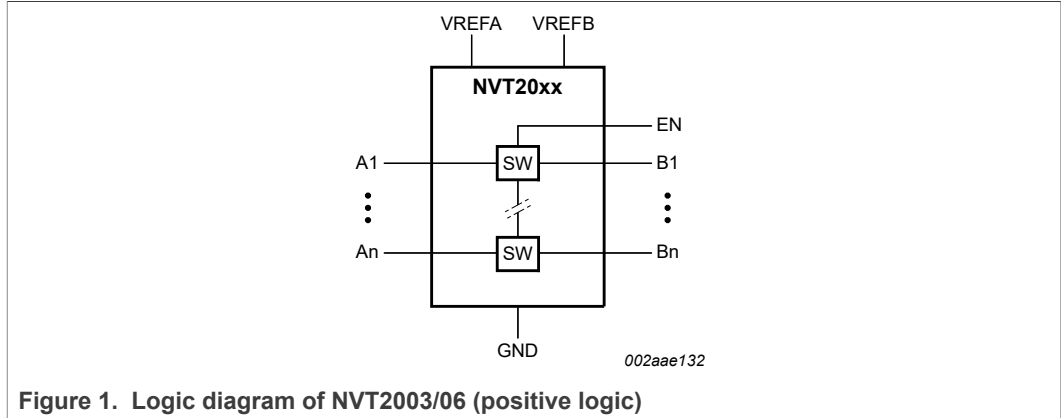 VREFA VREFB
NVT20xx
EN
A1 SW B1
An SW Bn
GND
002aae132
Figure 1. Logic diagram of NVT2003/06 (positive logic)